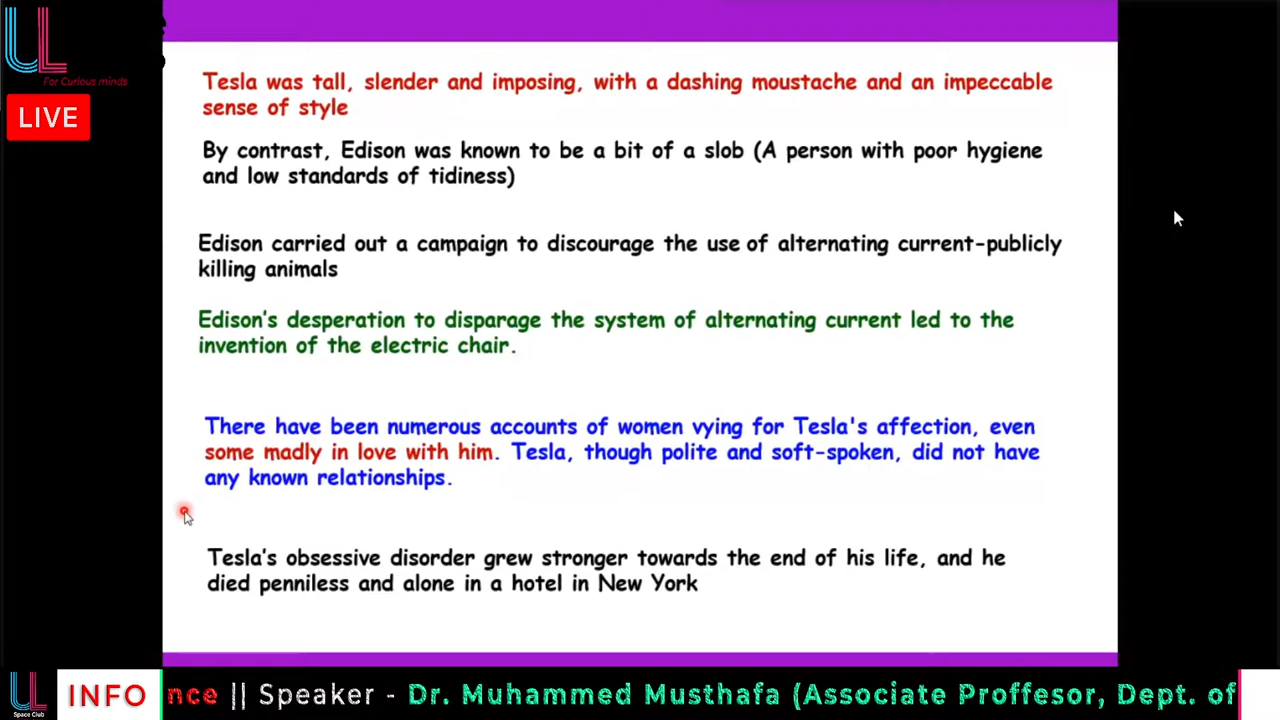 UL
For Curious minds
LIVE
Tesla was tall, slender and imposing, with a dashing moustache and an impeccable
sense of style
By contrast, Edison was known to be a bit of a slob (A person with poor hygiene
and low standards of tidiness)
Edison carried out a campaign to discourage the use of alternating current-publicly
killing animals
Edison's desperation to disparage the system of alternating current led to the
invention of the electric chair.
There have been numerous accounts of women vying for Tesla's affection, even
some madly in love with him. Tesla, though polite and soft-spoken, did not have
any known relationships.
Tesla's obsessive disorder grew stronger towards the end of his life, and he
died penniless and alone in a hotel in New York
UL
Space Club
INFO
nce || Speaker - Dr. Muhammed Musthafa (Associate Proffesor, Dept. of